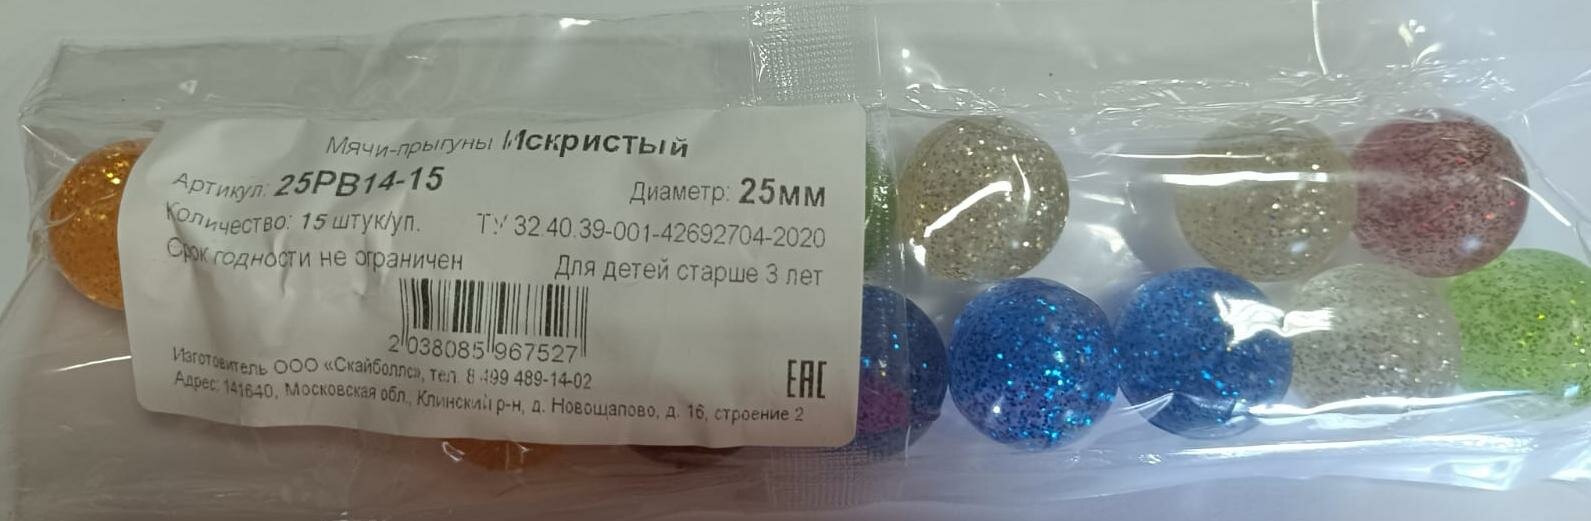 Мячи-прыгуны Искристый
Артикул: 25РВ14-15 Диаметр: 25мм
Количество: 15 штук/уп. ТУ 32.40.39-001-42692704-2020
Срок годности не ограничен Для детей старше 3 лет
2 038085 967527
Изготовитель ООО «Скайболлс», тел. 8 499 489-14-02
EAC
Адрес: 141640, Московская обл., Клинский р-н, д. Новощапово, д. 16, строение 2